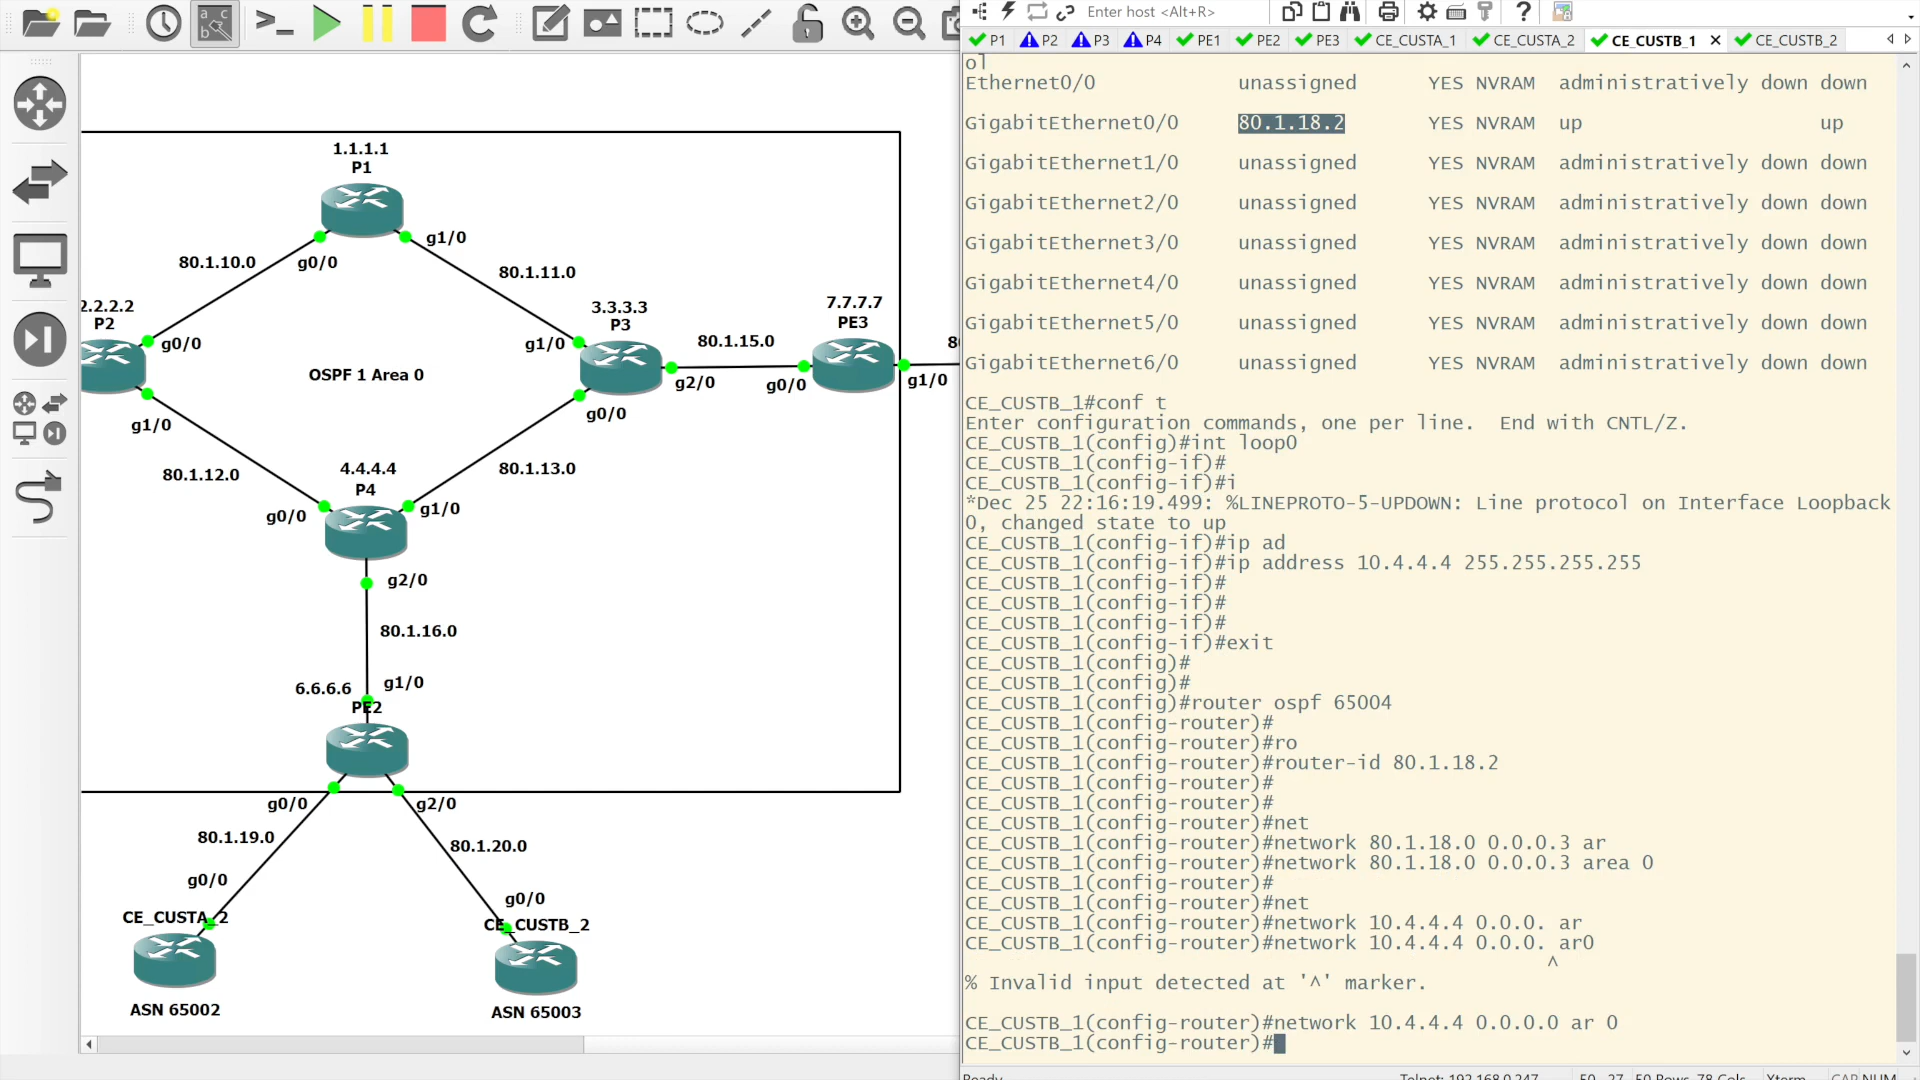 Enter host <Alt+R>
P1 P2 P3 P4 PE1 PE2 PE3 CE_CUSTA_1 CE_CUSTA_2 CE_CUSTB_1 CE_CUSTB_2
1.1.1.1
P1
g1/0
80.1.10.0
g0/0
80.1.11.0
2.2.2.2
P2
g0/0
3.3.3.3
P3
g1/0
80.1.15.0
7.7.7.7
PE3
g2/0
g0/0
g1/0
OSPF 1 Area 0
g0/0
g1/0
80.1.12.0
80.1.13.0
4.4.4.4
P4
g0/0
g1/0
g2/0
80.1.16.0
6.6.6.6
g1/0
PE2
g0/0
g2/0
80.1.19.0
80.1.20.0
g0/0
g0/0
CE_CUSTA_2
CE_CUSTB_2
ASN 65002
ASN 65003
ol
Ethernet0/0 unassigned YES NVRAM administratively down down
GigabitEthernet0/0 80.1.18.2 YES NVRAM up up
GigabitEthernet1/0 unassigned YES NVRAM administratively down down
GigabitEthernet2/0 unassigned YES NVRAM administratively down down
GigabitEthernet3/0 unassigned YES NVRAM administratively down down
GigabitEthernet4/0 unassigned YES NVRAM administratively down down
GigabitEthernet5/0 unassigned YES NVRAM administratively down down
GigabitEthernet6/0 unassigned YES NVRAM administratively down down
CE_CUSTB_1#conf t
Enter configuration commands, one per line. End with CNTL/Z.
CE_CUSTB_1(config)#int loop0
CE_CUSTB_1(config-if)#
CE_CUSTB_1(config-if)#i
*Dec 25 22:16:19.499: %LINEPROTO-5-UPDOWN: Line protocol on Interface Loopback
0, changed state to up
CE_CUSTB_1(config-if)#ip ad
CE_CUSTB_1(config-if)#ip address 10.4.4.4 255.255.255.255
CE_CUSTB_1(config-if)#
CE_CUSTB_1(config-if)#
CE_CUSTB_1(config-if)#
CE_CUSTB_1(config-if)#exit
CE_CUSTB_1(config)#
CE_CUSTB_1(config)#
CE_CUSTB_1(config)#router ospf 65004
CE_CUSTB_1(config-router)#
CE_CUSTB_1(config-router)#ro
CE_CUSTB_1(config-router)#router-id 80.1.18.2
CE_CUSTB_1(config-router)#
CE_CUSTB_1(config-router)#
CE_CUSTB_1(config-router)#net
CE_CUSTB_1(config-router)#network 80.1.18.0 0.0.0.3 ar
CE_CUSTB_1(config-router)#network 80.1.18.0 0.0.0.3 area 0
CE_CUSTB_1(config-router)#
CE_CUSTB_1(config-router)#net
CE_CUSTB_1(config-router)#network 10.4.4.4 0.0.0. ar
CE_CUSTB_1(config-router)#network 10.4.4.4 0.0.0. ar0
^
% Invalid input detected at '^' marker.
CE_CUSTB_1(config-router)#network 10.4.4.4 0.0.0.0 ar 0
CE_CUSTB_1(config-router)#